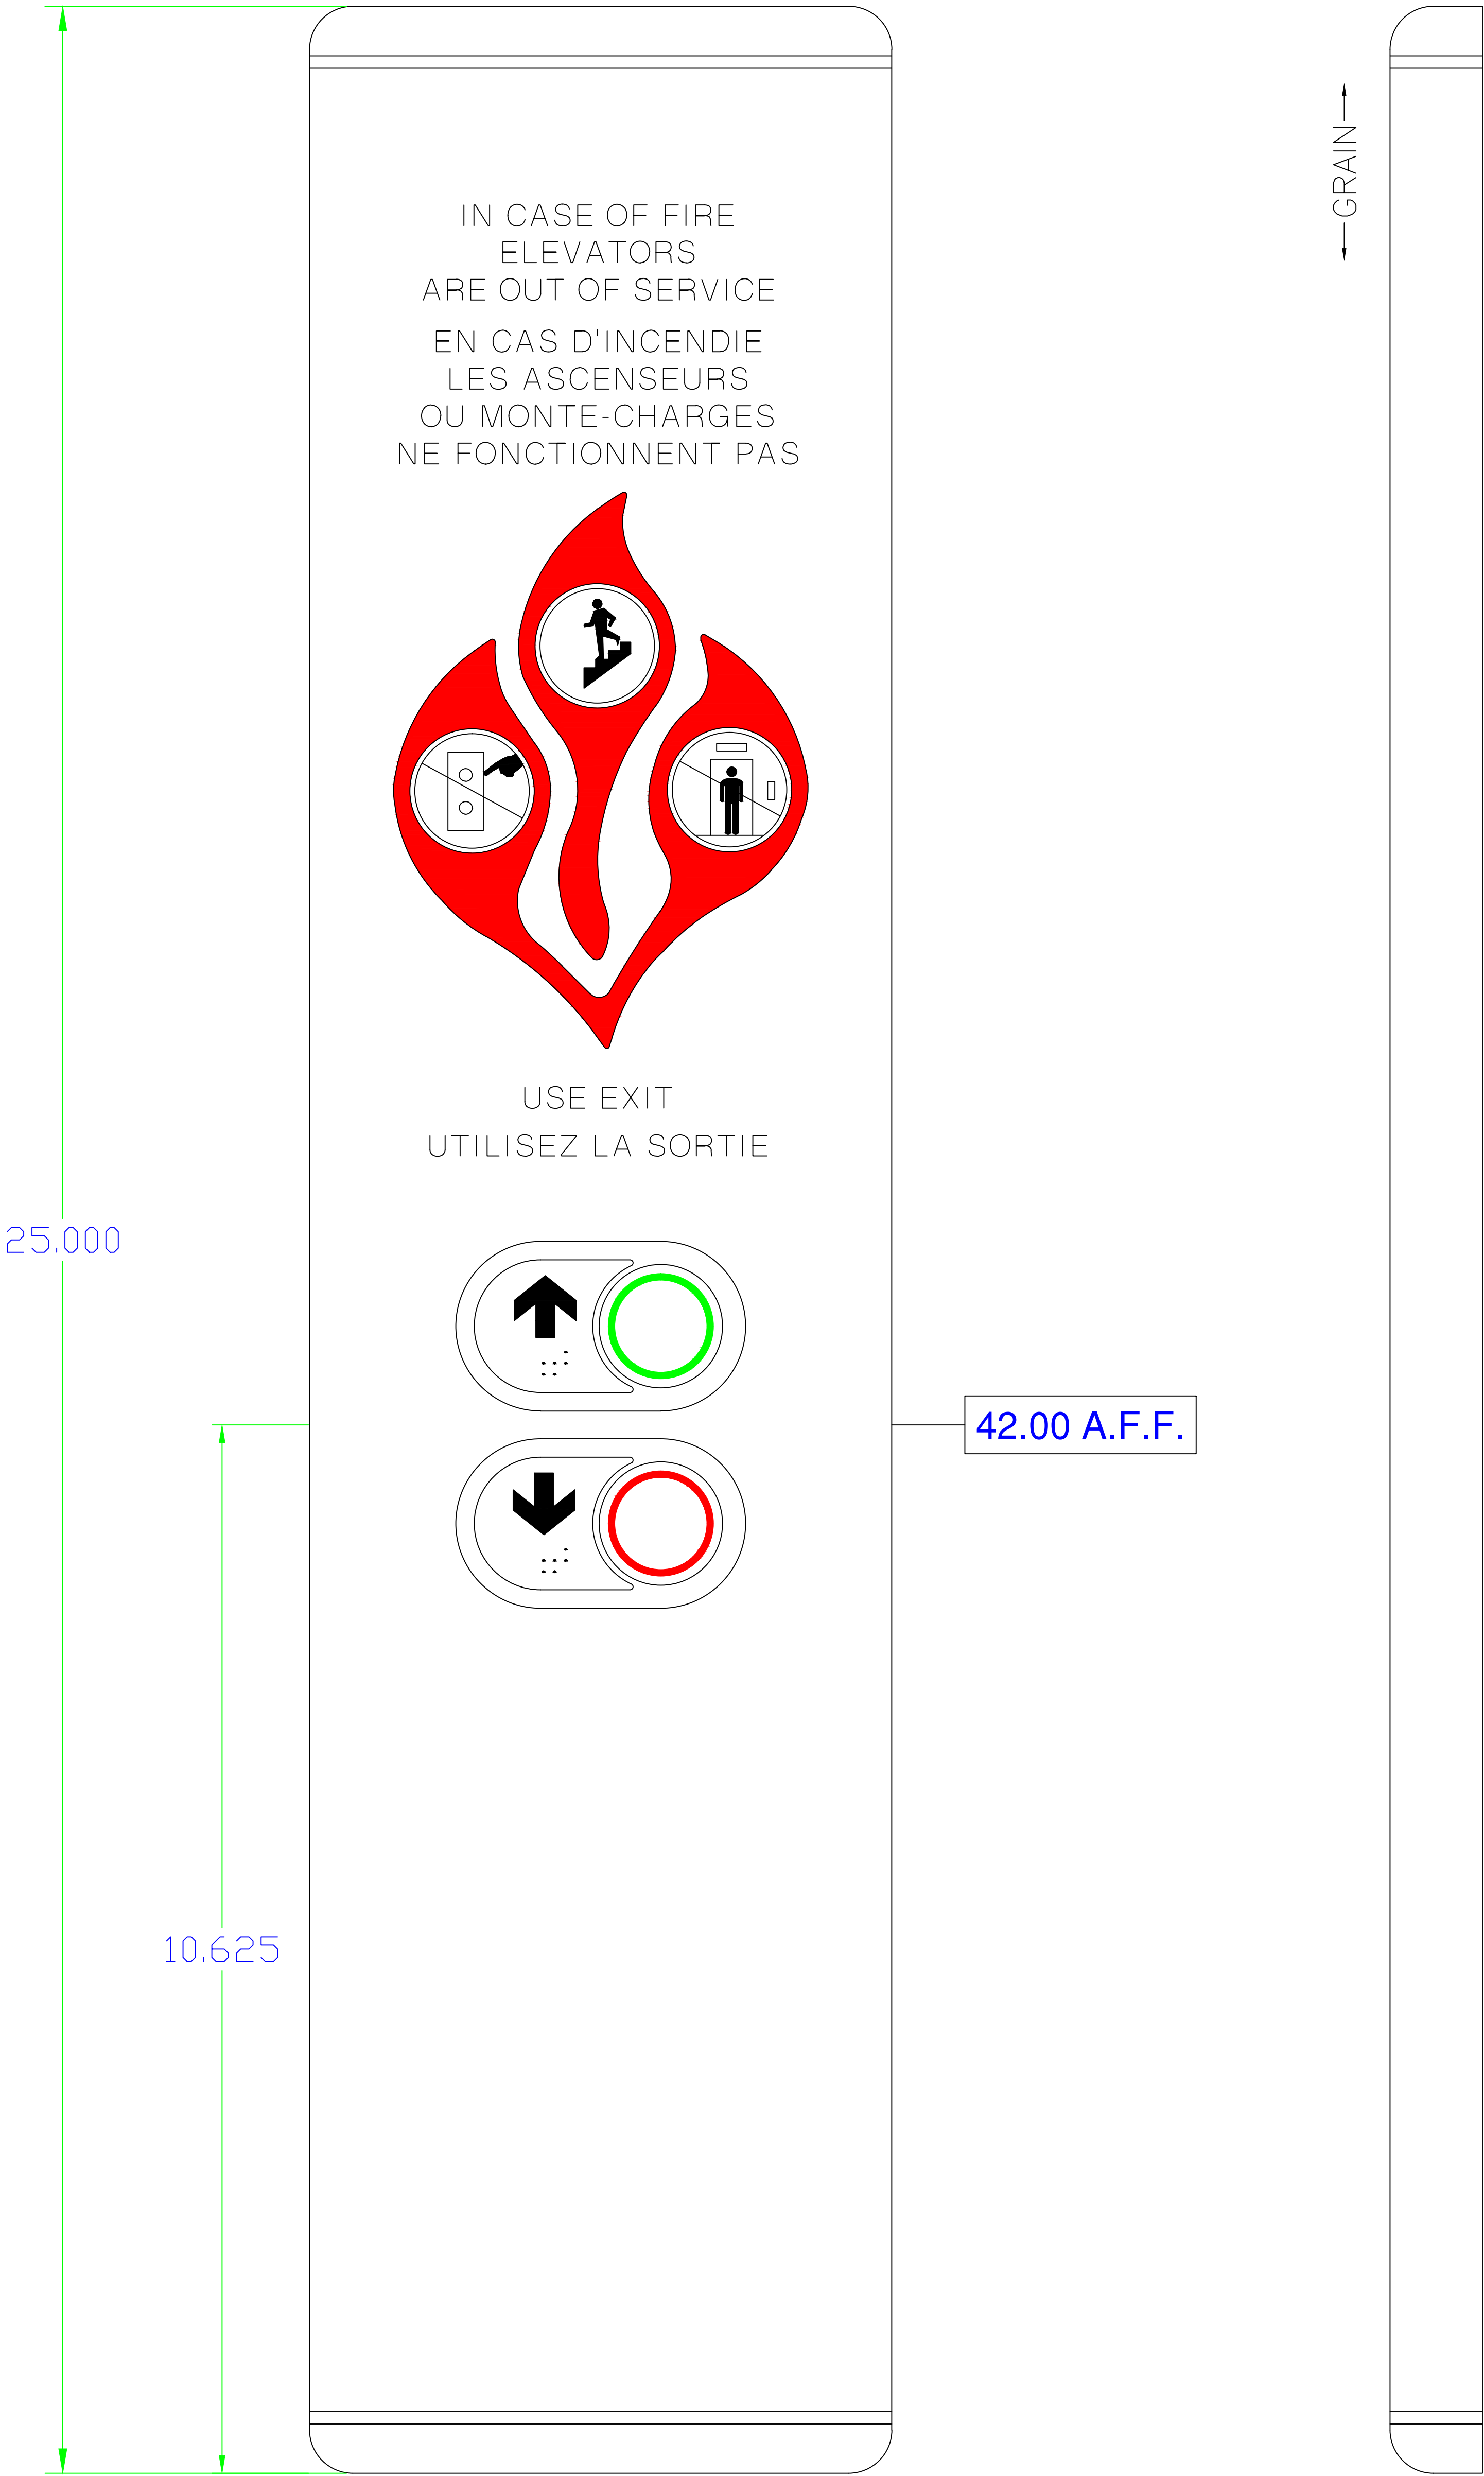 GRAIN
IN CASE OF FIRE
ELEVATORS
ARE OUT OF SERVICE
EN CAS D'INCENDIE
LES ASCENSEURS
OU MONTE-CHARGES
NE FONCTIONNENT PAS
USE EXIT
UTILISEZ LA SORTIE
25.000
42.00 A.F.F.
10.625